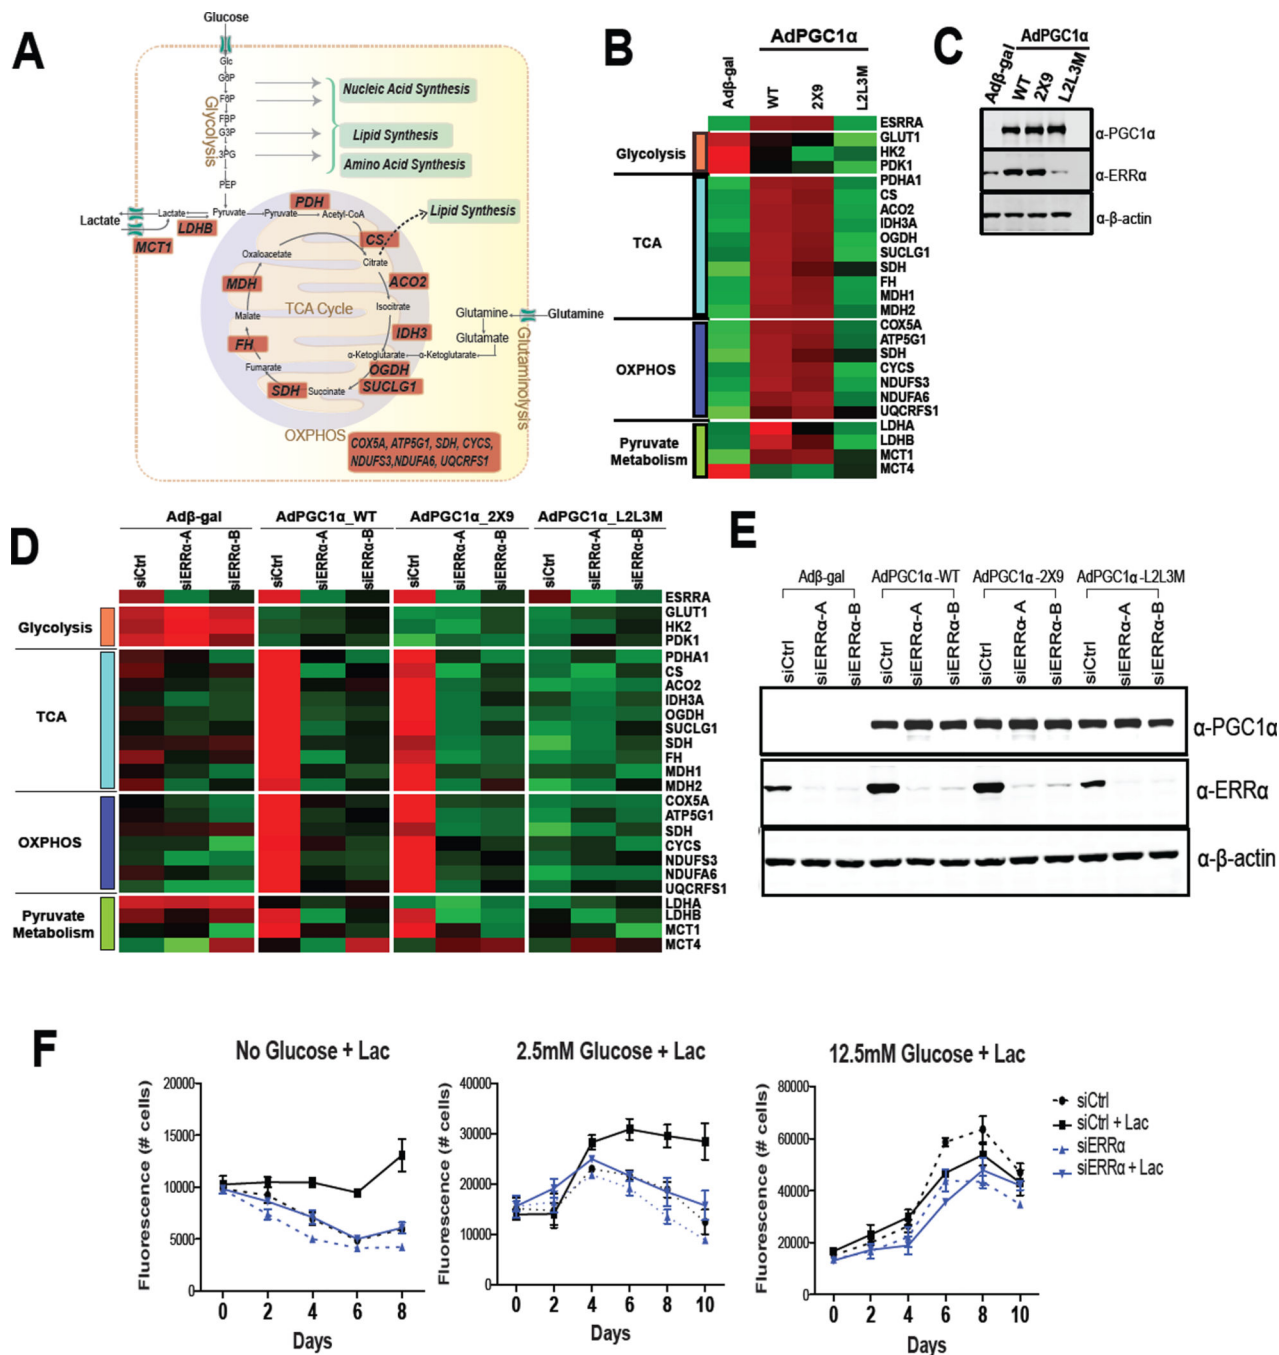 A
Glucose
Glc
G6P
F6P
FBP
G3P
3PG
PEP
Glycolysis
Nucleic Acid Synthesis
Lipid Synthesis
Amino Acid Synthesis
Lactate
Lactate
Pyruvate
Pyruvate
Acetyl-CoA
PDH
LDHB
MCT1
Lipid Synthesis
CS
Oxaloacetate
Citrate
MDH
ACO2
TCA Cycle
Isocitrate
Malate
IDH3
Glutamine
Glutamine
Glutamate
α-Ketoglutarate
α-Ketoglutarate
FH
OGDH
Fumarate
SUCLG1
SDH
Succinate
Glutaminolysis
OXPHOS
COX5A, ATP5G1, SDH, CYCS,
NDUFS3,NDUFA6, UQCRFS1
B
AdPGC1α
Adβ-gal
WT
2X9
L2L3M
ESRRA
Glycolysis
GLUT1
HK2
PDK1
TCA
PDHA1
CS
ACO2
IDH3A
OGDH
SUCLG1
SDH
FH
MDH1
MDH2
OXPHOS
COX5A
ATP5G1
SDH
CYCS
NDUFS3
NDUFA6
UQCRFS1
Pyruvate
Metabolism
LDHA
LDHB
MCT1
MCT4
C
AdPGC1α
Adβ-gal
WT
2X9
L2L3M
α-PGC1α
α-ERRα
α-β-actin
D
Adβ-gal
AdPGC1α_WT
AdPGC1α_2X9
AdPGC1α_L2L3M
siCtrl
siERRα-A
siERRα-B
siCtrl
siERRα-A
siERRα-B
siCtrl
siERRα-A
siERRα-B
siCtrl
siERRα-A
siERRα-B
ESRRA
Glycolysis
GLUT1
HK2
PDK1
TCA
PDHA1
CS
ACO2
IDH3A
OGDH
SUCLG1
SDH
FH
MDH1
MDH2
OXPHOS
COX5A
ATP5G1
SDH
CYCS
NDUFS3
NDUFA6
UQCRFS1
Pyruvate
Metabolism
LDHA
LDHB
MCT1
MCT4
E
Adβ-gal
AdPGC1α-WT
AdPGC1α-2X9
AdPGC1α-L2L3M
siCtrl
siERRα-A
siERRα-B
siCtrl
siERRα-A
siERRα-B
siCtrl
siERRα-A
siERRα-B
siCtrl
siERRα-A
siERRα-B
α-PGC1α
α-ERRα
α-β-actin
F
No Glucose + Lac
Fluorescence (# cells)
20000
15000
10000
5000
0
0 2 4 6 8
Days
2.5mM Glucose + Lac
Fluorescence (# cells)
40000
30000
20000
10000
0
0 2 4 6 8 10
Days
12.5mM Glucose + Lac
Fluorescence (# cells)
80000
60000
40000
20000
0
0 2 4 6 8 10
Days
siCtrl
siCtrl + Lac
siERRα
siERRα + Lac